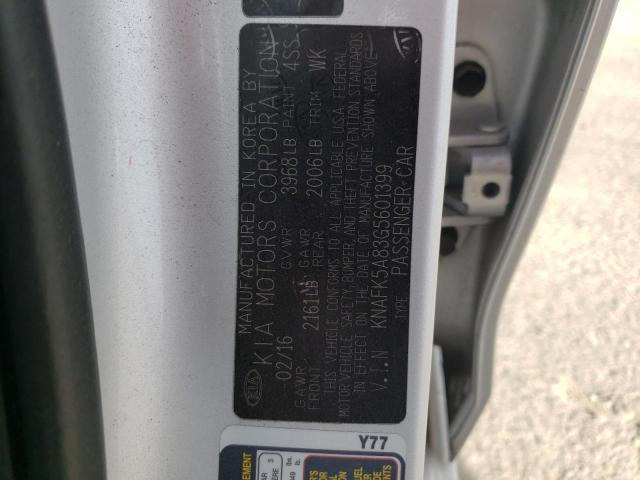 MANUFACTURED IN KOREA BY
KIA KIA MOTORS CORPORATION
02/16 GVWR 3968LB PAINT 4SS
GAWR FRONT 2161LB GAWR REAR 2006LB TRIM WK
THIS VEHICLE CONFORMS TO ALL APPLICABLE U.S.A. FEDERAL
MOTOR VEHICLE SAFETY, BUMPER, AND THEFT PREVENTION STANDARDS
IN EFFECT ON THE DATE OF MANUFACTURE SHOWN ABOVE
V.I.N KNAFK5A83G5601399
TYPE PASSENGER-CAR
Y77